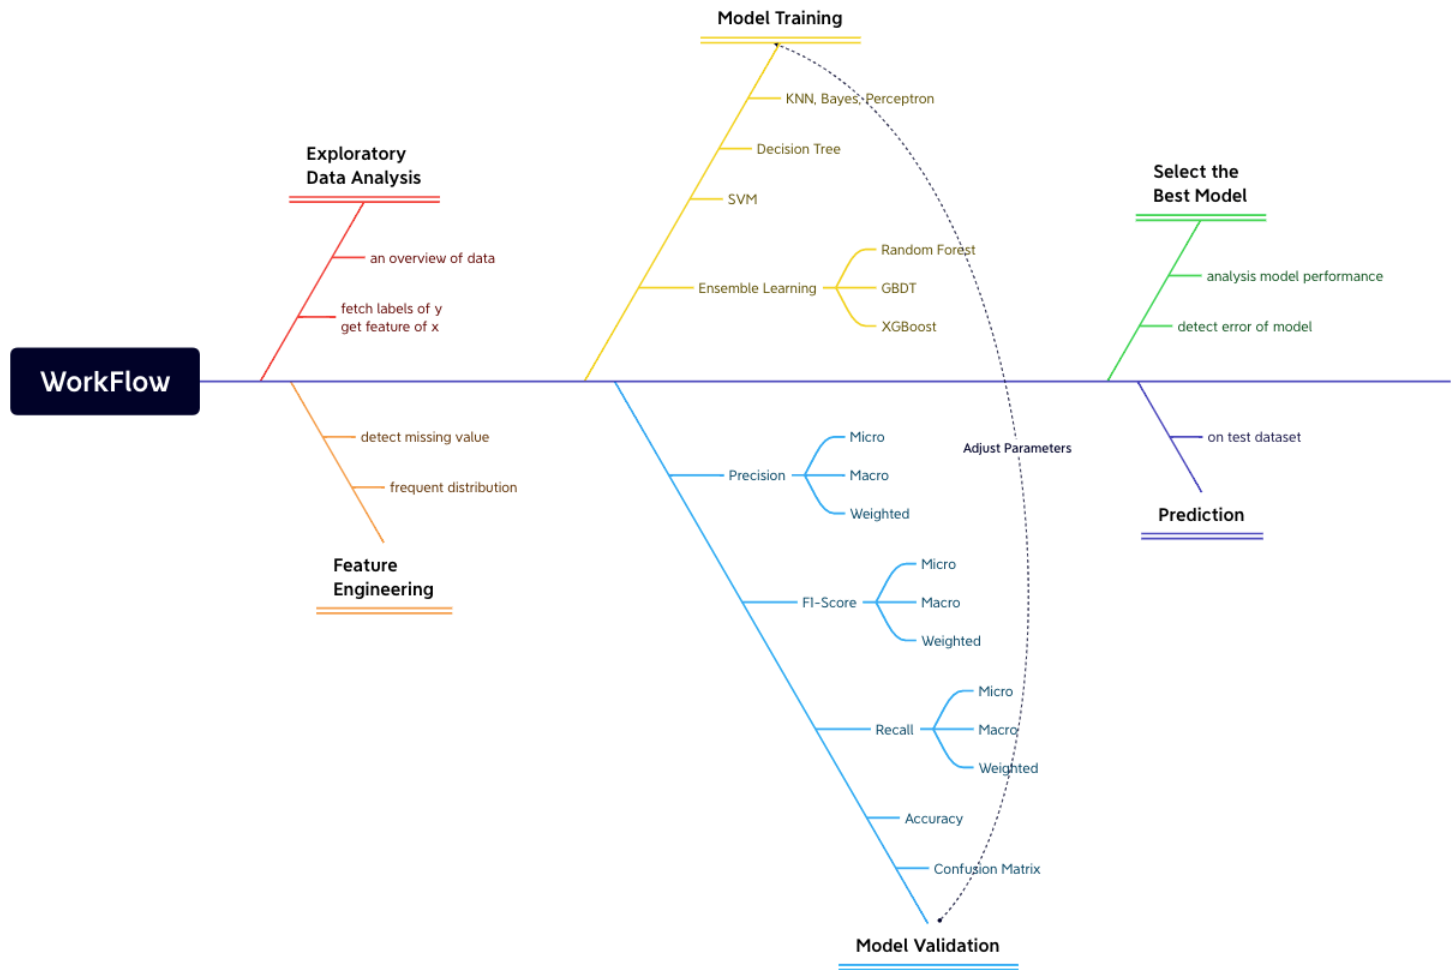 WorkFlow
Exploratory
Data Analysis
an overview of data
fetch labels of y
get feature of x
detect missing value
frequent distribution
Feature
Engineering
Model Training
KNN, Bayes, Perceptron
Decision Tree
SVM
Ensemble Learning
Random Forest
GBDT
XGBoost
Precision
Micro
Macro
Weighted
F1-Score
Micro
Macro
Weighted
Recall
Micro
Macro
Weighted
Accuracy
Confusion Matrix
Model Validation
Adjust Parameters
Select the
Best Model
analysis model performance
detect error of model
on test dataset
Prediction